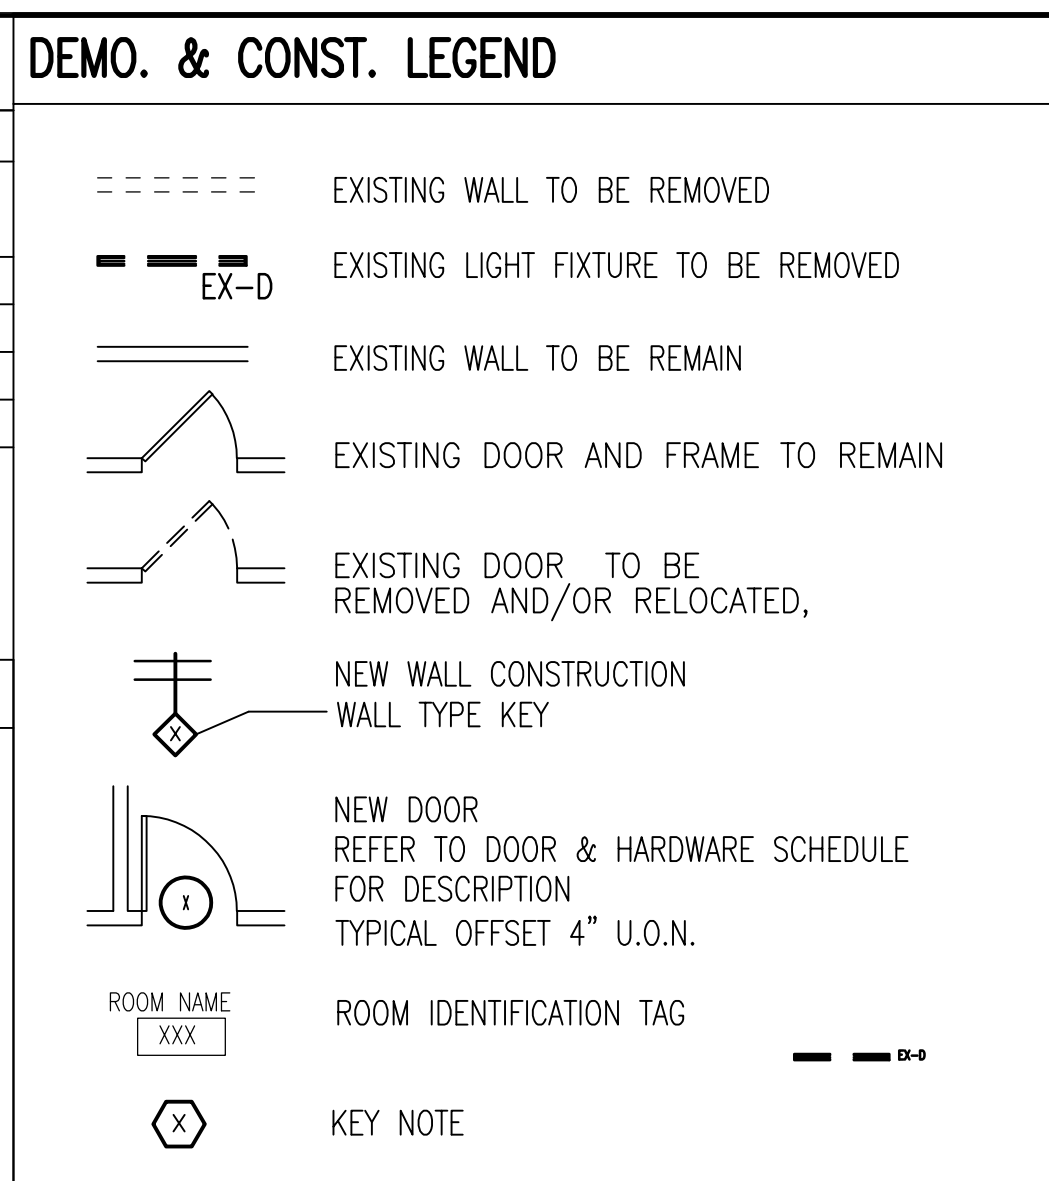 DEMO. & CONST. LEGEND
EXISTING WALL TO BE REMOVED
EXISTING LIGHT FIXTURE TO BE REMOVED
EX-D
EXISTING WALL TO BE REMAIN
EXISTING DOOR AND FRAME TO REMAIN
EXISTING DOOR TO BE
REMOVED AND/OR RELOCATED,
NEW WALL CONSTRUCTION
WALL TYPE KEY
X
NEW DOOR
REFER TO DOOR & HARDWARE SCHEDULE
FOR DESCRIPTION
X
TYPICAL OFFSET 4" U.O.N.
ROOM NAME
XXX
ROOM IDENTIFICATION TAG
EX-D
X
KEY NOTE